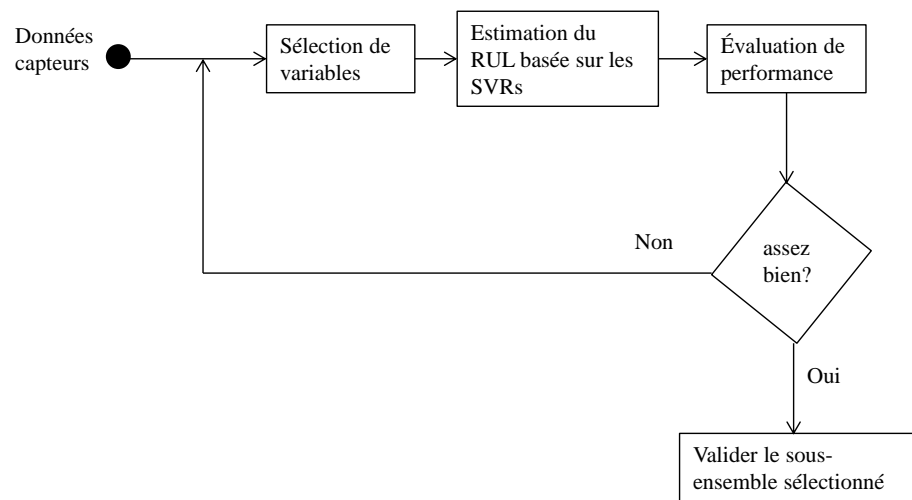 Données
capteurs
Sélection de
variables
Estimation du
RUL basée sur les
SVRs
Évaluation de
performance
assez
bien?
Non
Oui
Valider le sous-
ensemble sélectionné